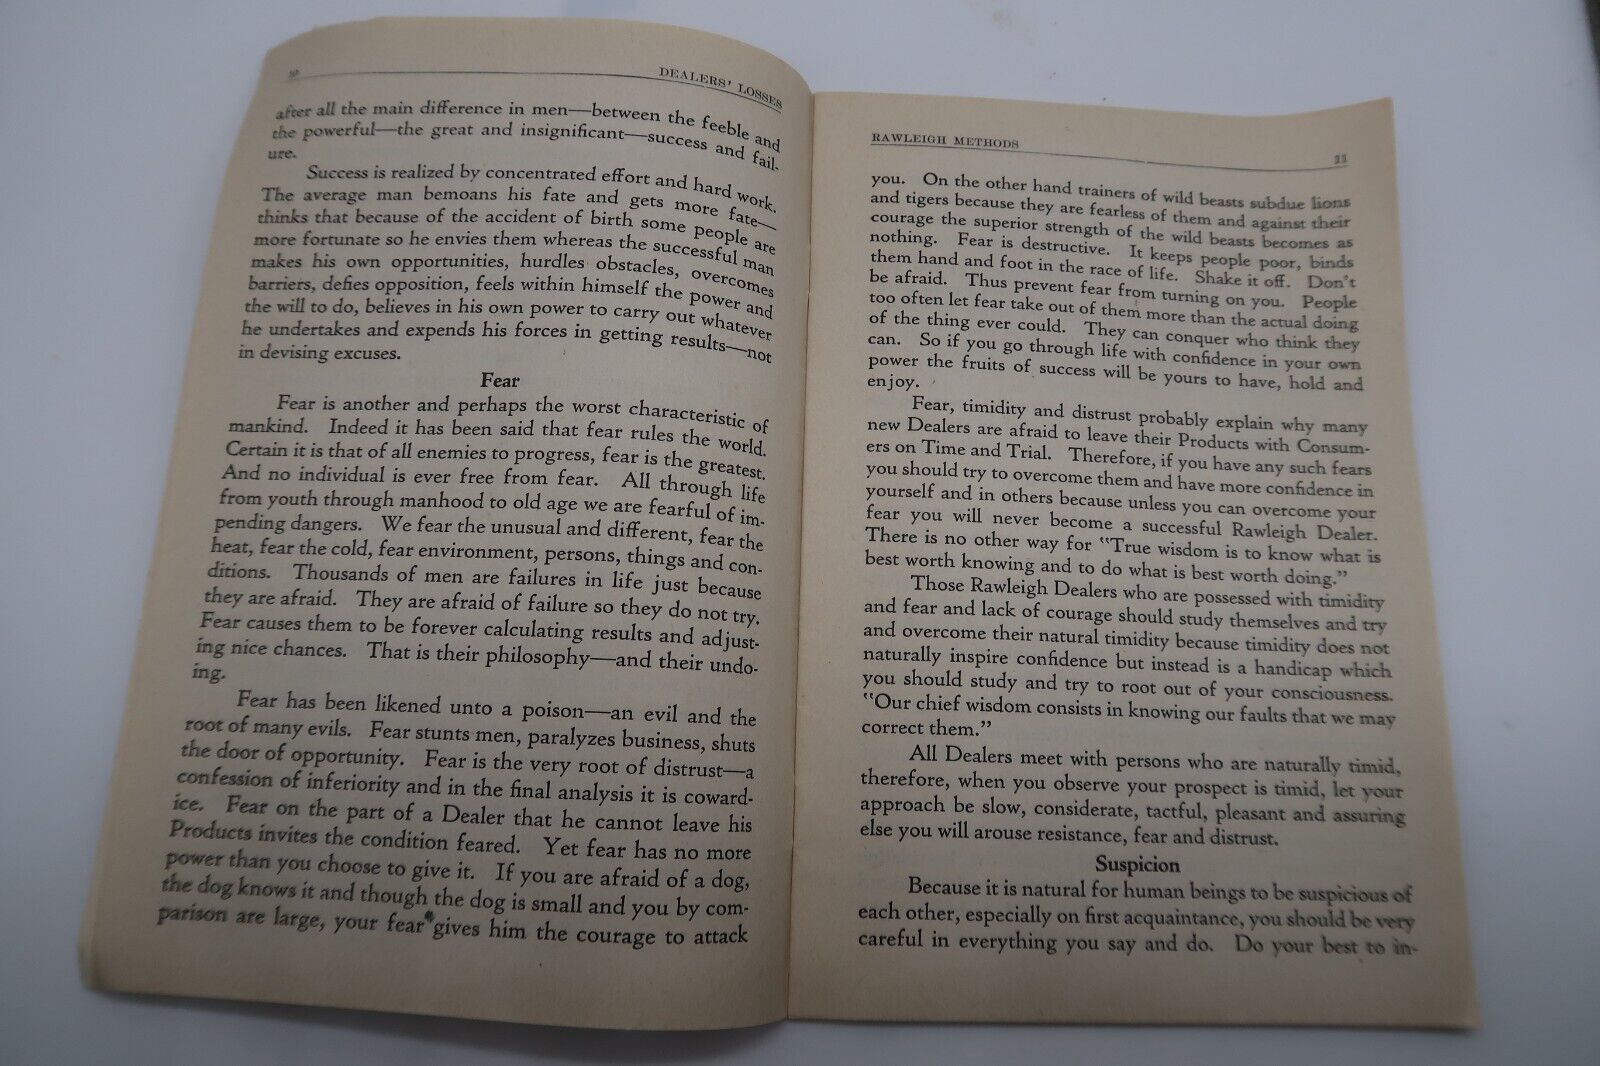 10
DEALERS' LOSSES
after all the main difference in men—between the feeble and
the powerful—the great and insignificant—success and fail-
ure.
Success is realized by concentrated effort and hard work.
The average man bemoans his fate and gets more fate—
thinks that because of the accident of birth some people are
more fortunate so he envies them whereas the successful man
makes his own opportunities, hurdles obstacles, overcomes
barriers, defies opposition, feels within himself the power and
the will to do, believes in his own power to carry out whatever
he undertakes and expends his forces in getting results—not
in devising excuses.
Fear
Fear is another and perhaps the worst characteristic of
mankind. Indeed it has been said that fear rules the world.
Certain it is that of all enemies to progress, fear is the greatest.
And no individual is ever free from fear. All through life
from youth through manhood to old age we are fearful of im-
pending dangers. We fear the unusual and different, fear the
heat, fear the cold, fear environment, persons, things and con-
ditions. Thousands of men are failures in life just because
they are afraid. They are afraid of failure so they do not try.
Fear causes them to be forever calculating results and adjust-
ing nice chances. That is their philosophy—and their undo-
ing.
Fear has been likened unto a poison—an evil and the
root of many evils. Fear stunts men, paralyzes business, shuts
the door of opportunity. Fear is the very root of distrust—a
confession of inferiority and in the final analysis it is coward-
ice. Fear on the part of a Dealer that he cannot leave his
Products invites the condition feared. Yet fear has no more
power than you choose to give it. If you are afraid of a dog,
the dog knows it and though the dog is small and you by com-
parison are large, your fear gives him the courage to attack
RAWLEIGH METHODS
11
you. On the other hand trainers of wild beasts subdue lions
and tigers because they are fearless of them and against their
courage the superior strength of the wild beasts becomes as
nothing. Fear is destructive. It keeps people poor, binds
them hand and foot in the race of life. Shake it off. Don't
be afraid. Thus prevent fear from turning on you. People
too often let fear take out of them more than the actual doing
of the thing ever could. They can conquer who think they
can. So if you go through life with confidence in your own
power the fruits of success will be yours to have, hold and
enjoy.
Fear, timidity and distrust probably explain why many
new Dealers are afraid to leave their Products with Consum-
ers on Time and Trial. Therefore, if you have any such fears
you should try to overcome them and have more confidence in
yourself and in others because unless you can overcome your
fear you will never become a successful Rawleigh Dealer.
There is no other way for "True wisdom is to know what is
best worth knowing and to do what is best worth doing."
Those Rawleigh Dealers who are possessed with timidity
and fear and lack of courage should study themselves and try
and overcome their natural timidity because timidity does not
naturally inspire confidence but instead is a handicap which
you should study and try to root out of your consciousness.
"Our chief wisdom consists in knowing our faults that we may
correct them."
All Dealers meet with persons who are naturally timid,
therefore, when you observe your prospect is timid, let your
approach be slow, considerate, tactful, pleasant and assuring
else you will arouse resistance, fear and distrust.
Suspicion
Because it is natural for human beings to be suspicious of
each other, especially on first acquaintance, you should be very
careful in everything you say and do. Do your best to in-